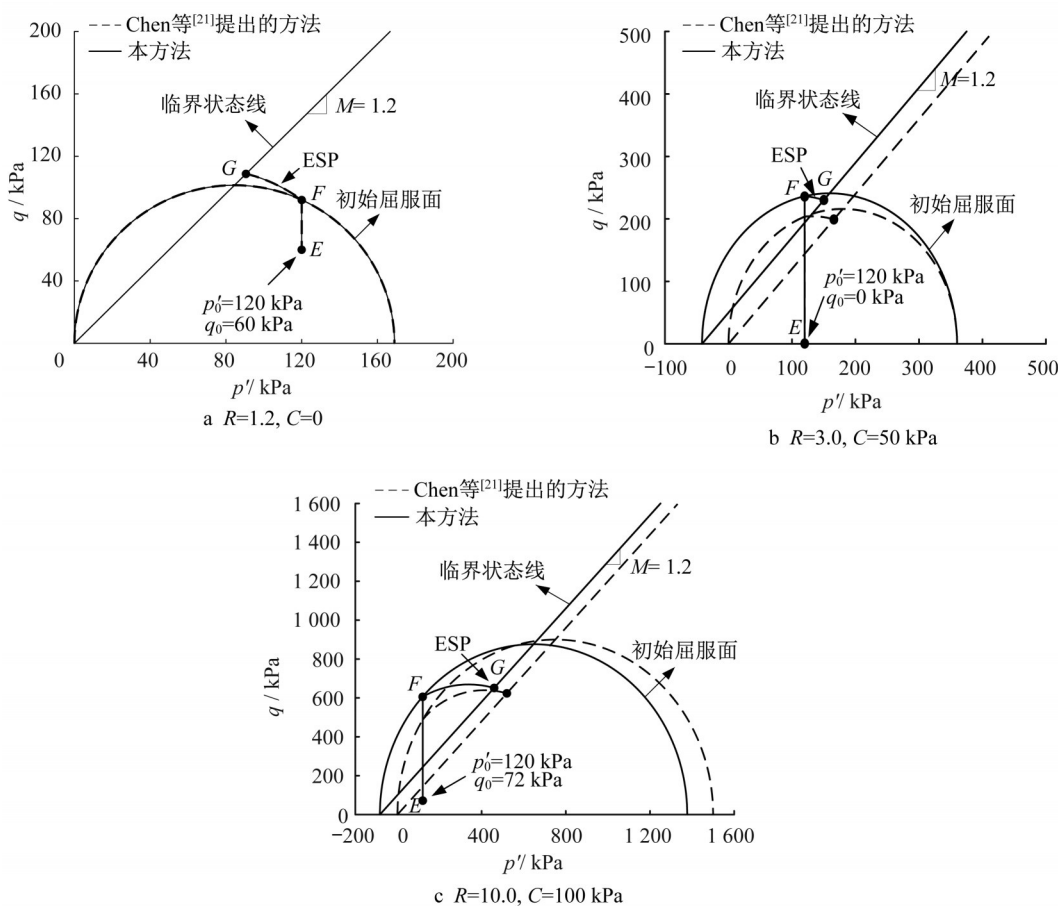 200
160
120
80
40
0
40
80
120
160
200
q / kPa
p′/ kPa
Chen等[21]提出的方法
本方法
临界状态线
M= 1.2
ESP
G
F
E
初始屈服面
p′0=120 kPa
q0=60 kPa
a R=1.2, C=0
500
400
300
200
100
0
−100
0
100
200
300
400
500
q / kPa
p′/ kPa
Chen等[21]提出的方法
本方法
M= 1.2
临界状态线
ESP
G
F
E
初始屈服面
p′0=120 kPa
q0=0 kPa
b R=3.0, C=50 kPa
1 600
1 400
1 200
1 000
800
600
400
200
0
−200
0
400
800
1 200
1 600
q / kPa
p′/ kPa
Chen等[21]提出的方法
本方法
临界状态线
M= 1.2
ESP
G
F
E
初始屈服面
p′0=120 kPa
q0=72 kPa
c R=10.0, C=100 kPa